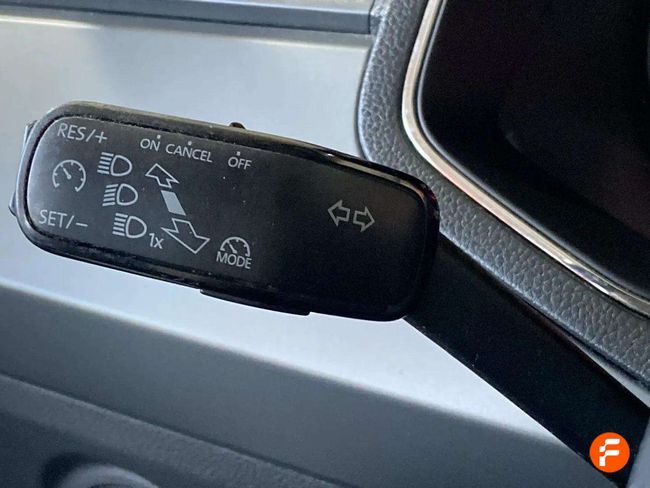 RES/+
ON CANCEL OFF
SET/−
1x
MODE